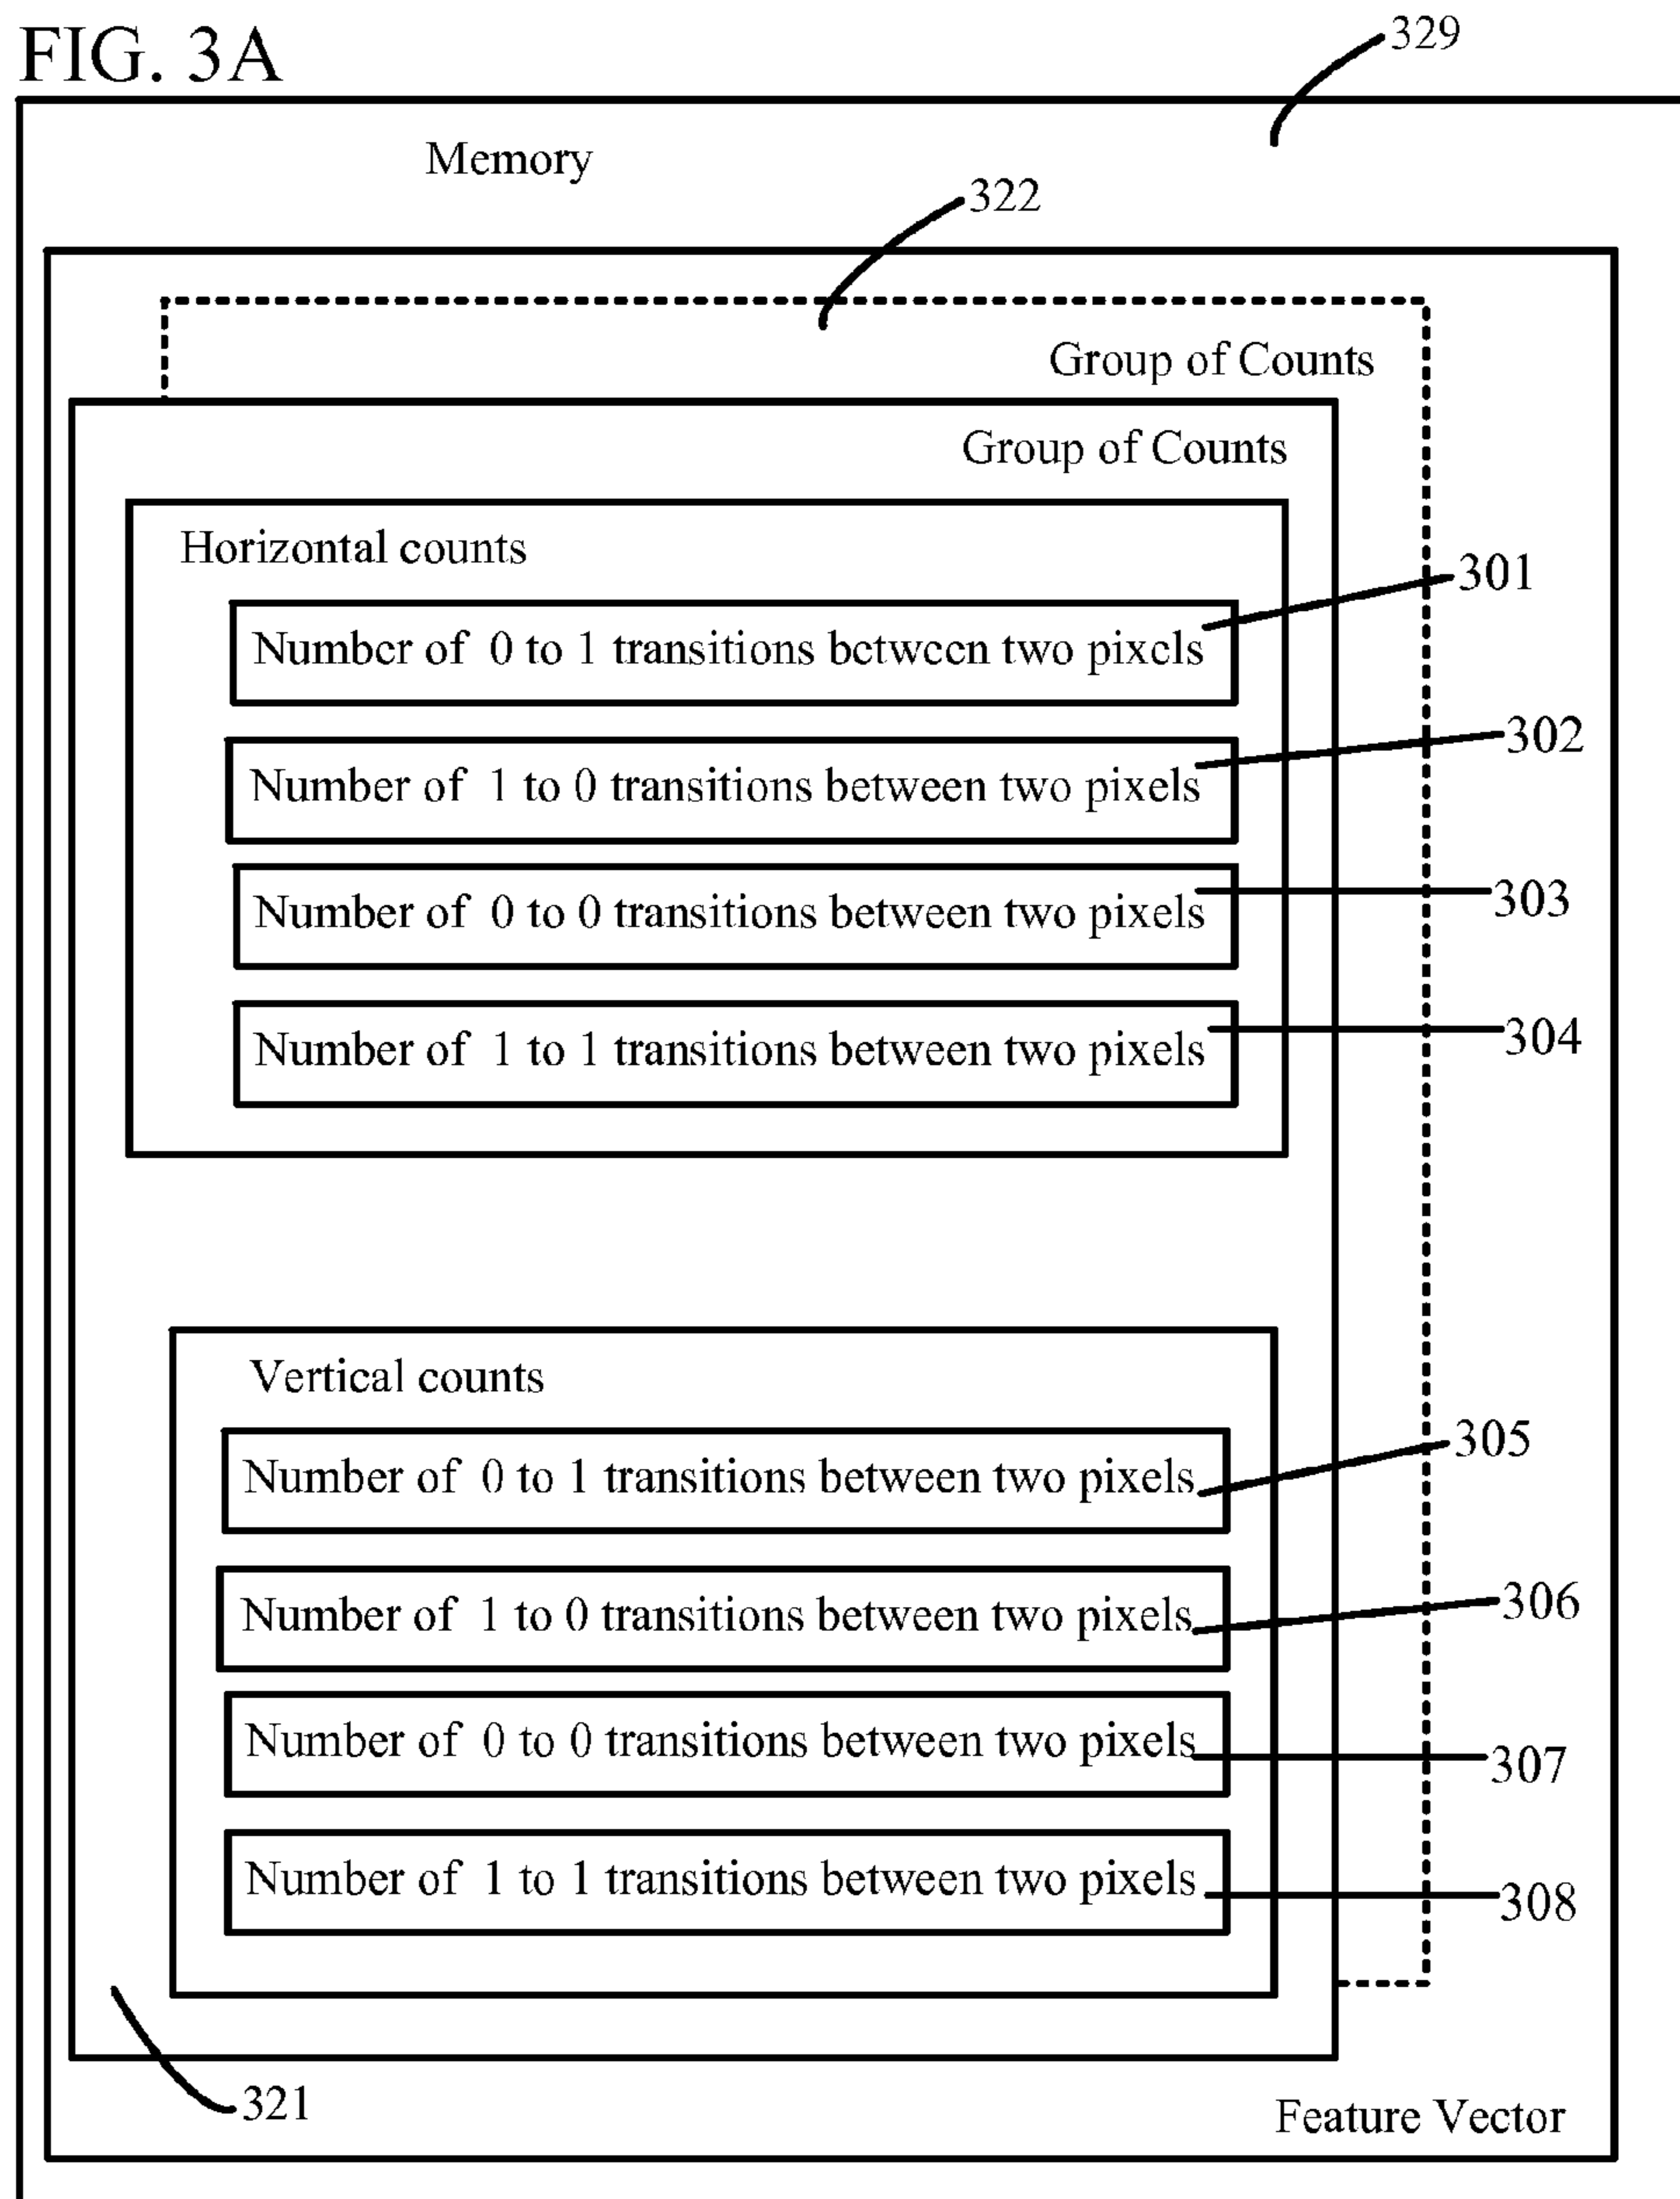 FIG. 3A
329
Memory
322
Group of Counts
Group of Counts
Horizontal counts
301
Number of 0 to 1 transitions between two pixels
302
Number of 1 to 0 transitions between two pixels
Number of 0 to 0 transitions between two pixels
303
Number of 1 to 1 transitions between two pixels
304
Vertical counts
305
Number of 0 to 1 transitions between two pixels
306
Number of 1 to 0 transitions between two pixels
Number of 0 to 0 transitions between two pixels
307
Number of 1 to 1 transitions between two pixels
308
321
Feature Vector